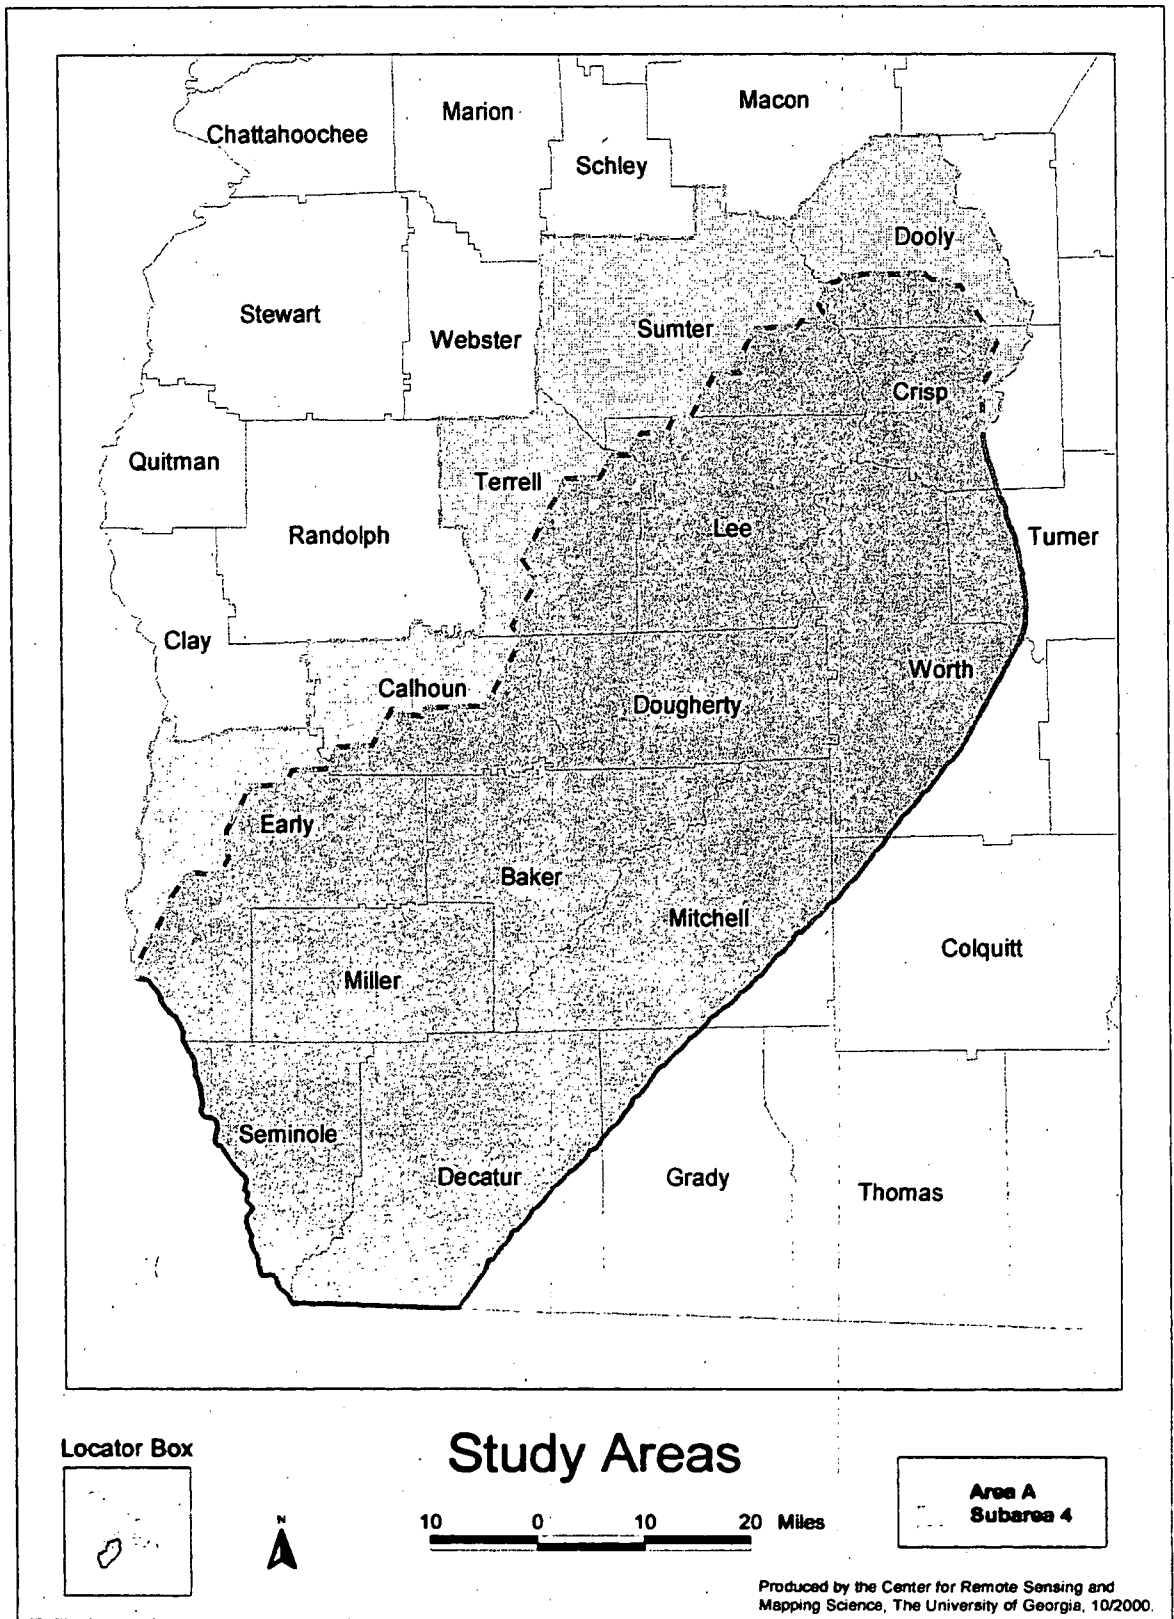 Marion
Macon
Chattahoochee
Schley
Dooly
Stewart
Sumter
Webster
Crisp
Quitman
Terrell
Lee
Randolph
Turner
Clay
Worth
Calhoun
Dougherty
Early
Baker
Mitchell
Colquitt
Miller
Seminole
Decatur
Grady
Thomas
Locator Box
Study Areas
N
10 0 10 20 Miles
Area A
Subarea 4
Produced by the Center for Remote Sensing and
Mapping Science, The University of Georgia, 10/2000.